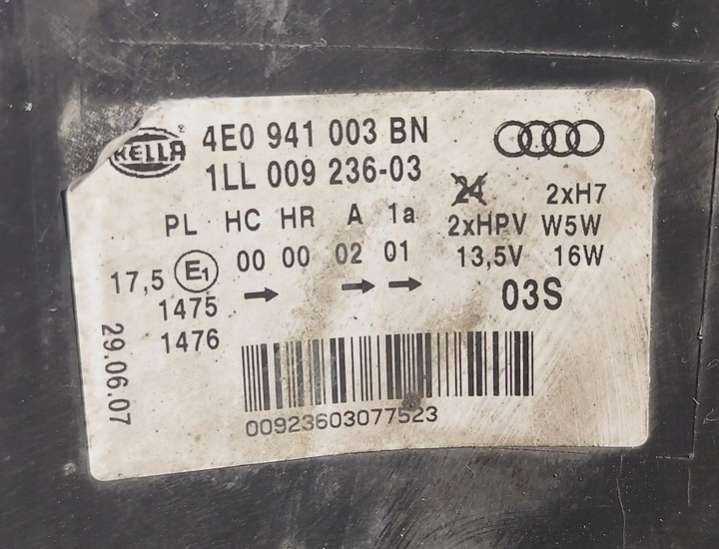 HELLA ® 4E0 941 003 BN
1LL 009 236-03
24 2xH7
PL HC HR A 1a 2xHPV W5W
17,5 E1 00 00 02 01 13,5V 16W
1475 → → → 03S
1476
29.06.07
00923603077523